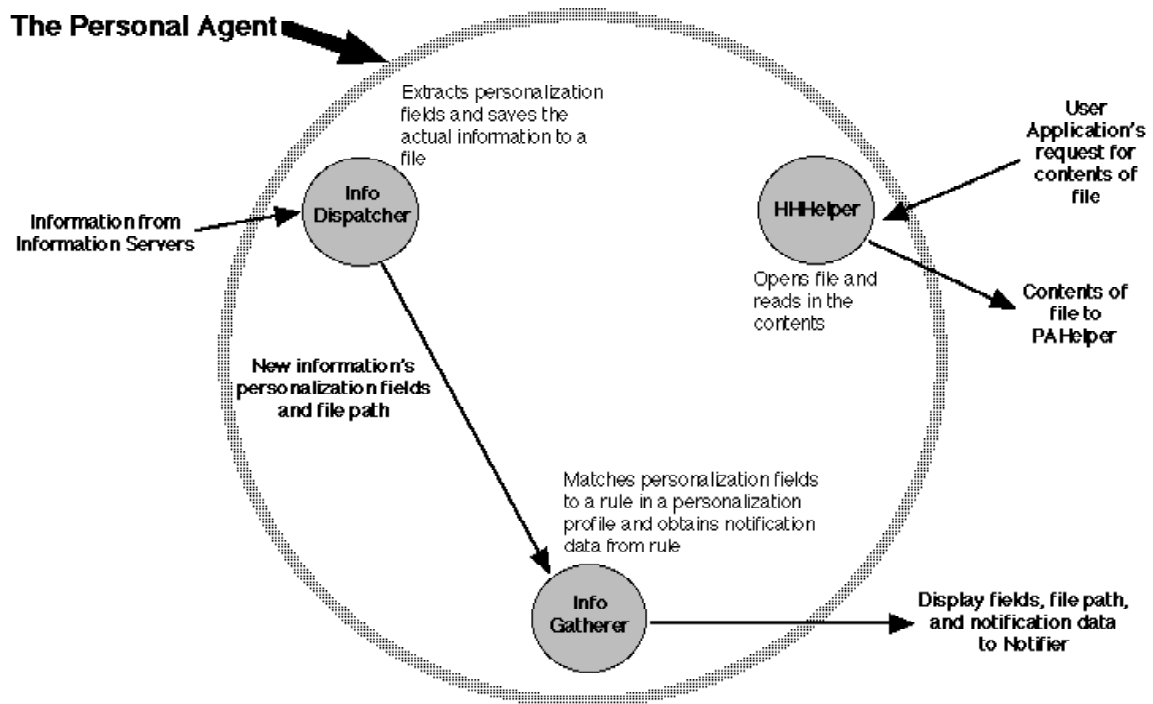 The Personal Agent
Extracts personalization
fields and saves the
actual information to a
file
Info
Dispatcher
Information from
Information Servers
HHHelper
User
Application's
request for
contents of
file
Opens file and
reads in the
contents
Contents of
file to
PAHelper
New information's
personalization fields
and file path
Matches personalization fields
to a rule in a personalization
profile and obtains notification
data from rule
Info
Gatherer
Display fields, file path,
and notification data
to Notifier